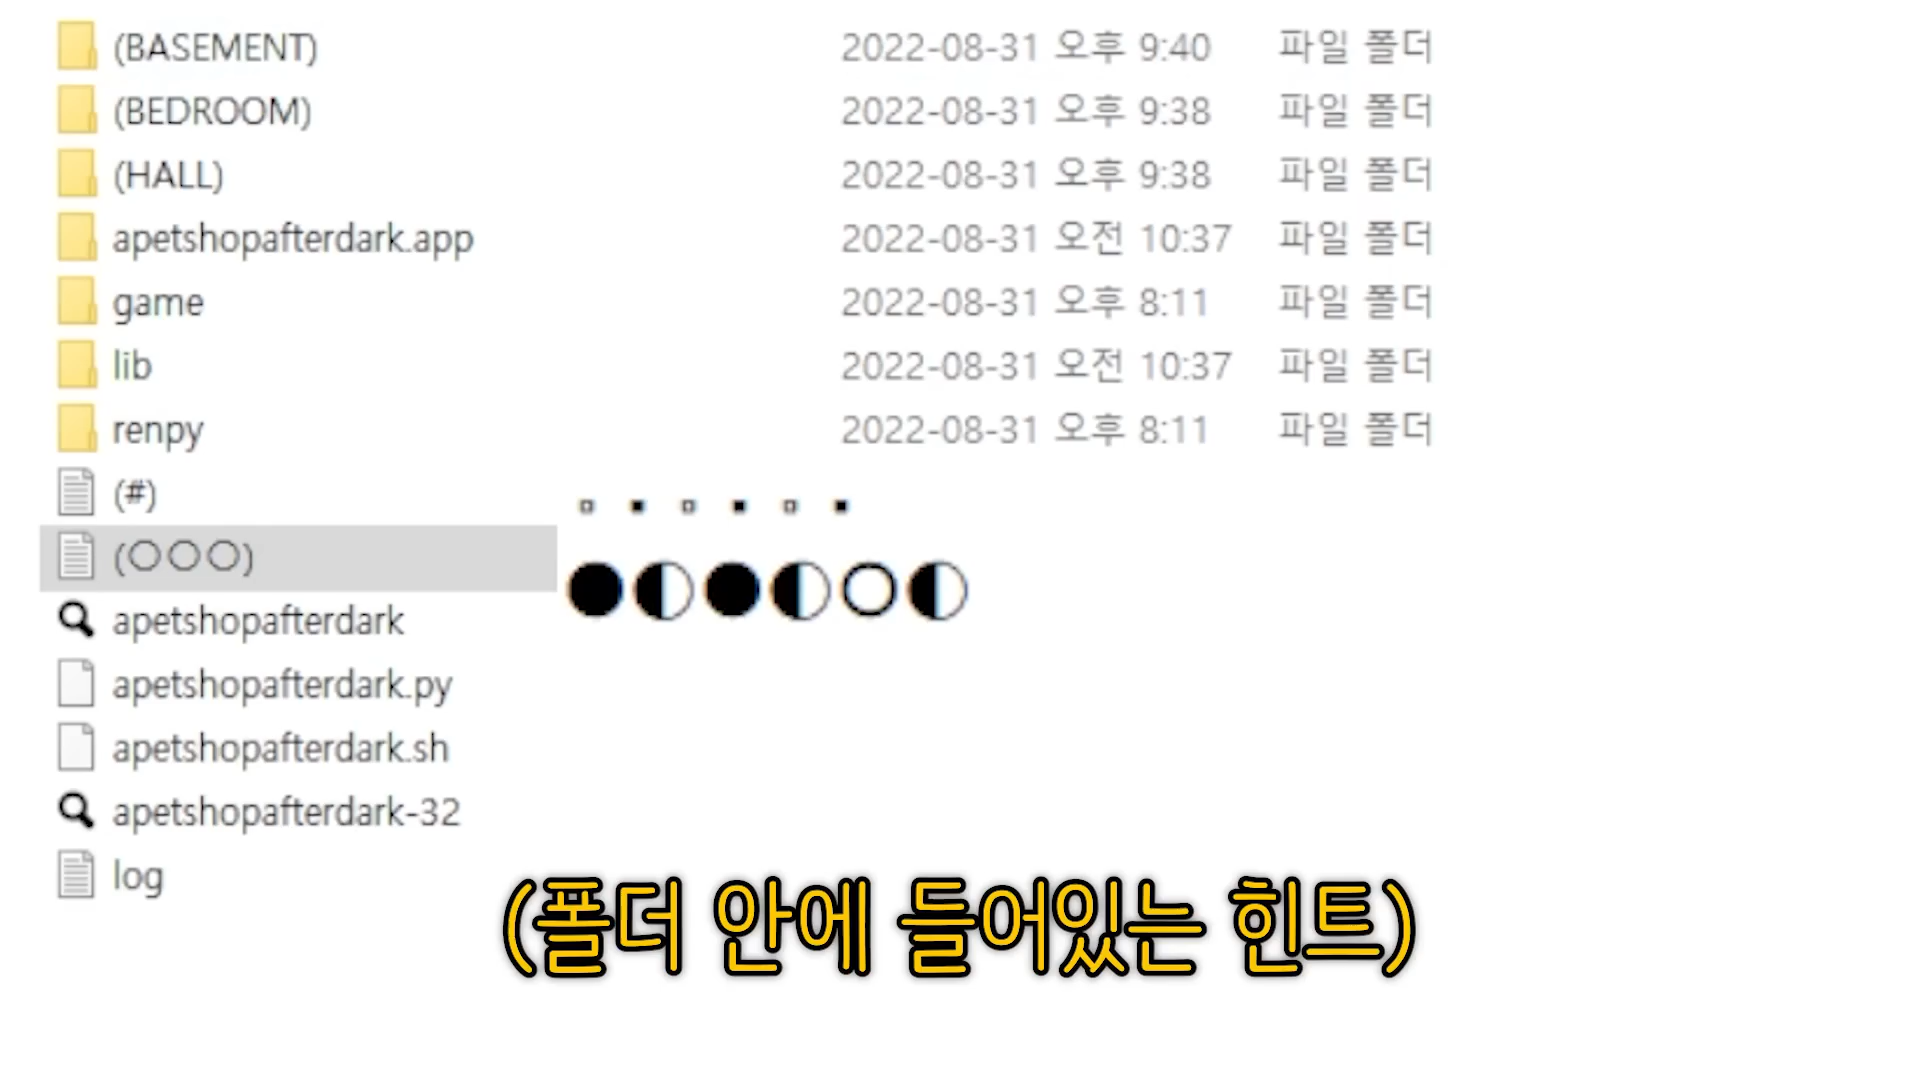 (BASEMENT) 2022-08-31 오후 9:40 파일 폴더
(BEDROOM) 2022-08-31 오후 9:38 파일 폴더
(HALL) 2022-08-31 오후 9:38 파일 폴더
apetshopafterdark.app 2022-08-31 오전 10:37 파일 폴더
game 2022-08-31 오후 8:11 파일 폴더
lib 2022-08-31 오전 10:37 파일 폴더
renpy 2022-08-31 오후 8:11 파일 폴더
(#) ▫ ▪ ▫ ▪ ▫ ▪
(○○○) ●◐●◐○◐
apetshopafterdark
apetshopafterdark.py
apetshopafterdark.sh
apetshopafterdark-32
log
(폴더 안에 들어있는 힌트)